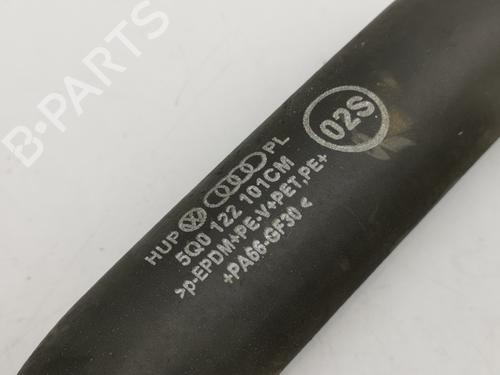 B-PARTS
02S
HUP PL
5Q0 122 101CM
>p-EPDM+PE-V+PET,PE+
+PA66-GF30<